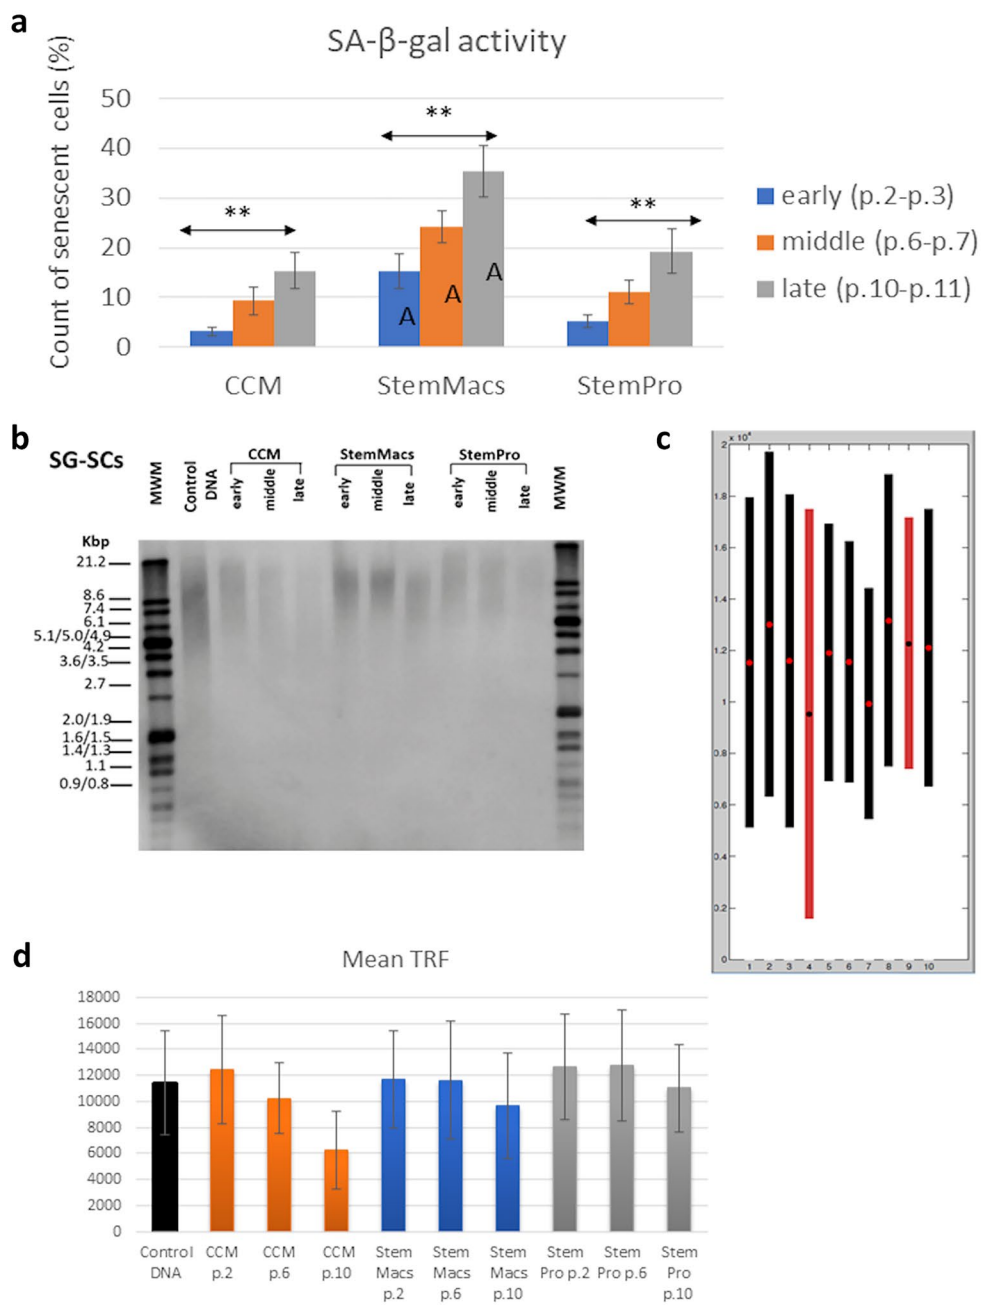 a
SA-β-gal activity
Count of senescent cells (%)
50
40
30
20
10
0
**
**
**
A
A
A
CCM
StemMacs
StemPro
early (p.2-p.3)
middle (p.6-p.7)
late (p.10-p.11)
b
SG-SCs
MWM
Control
DNA
CCM
early
middle
late
StemMacs
early
middle
late
StemPro
early
middle
late
MWM
Kbp
21.2
8.6
7.4
6.1
5.1/5.0/4.9
4.2
3.6/3.5
2.7
2.0/1.9
1.6/1.5
1.4/1.3
1.1
0.9/0.8
c
2 x 10⁴
1.8
1.6
1.4
1.2
1
0.8
0.6
0.4
0.2
0
1 2 3 4 5 6 7 8 9 10
d
Mean TRF
18000
16000
14000
12000
10000
8000
6000
4000
2000
0
Control DNA
CCM p.2
CCM p.6
CCM p.10
Stem Macs p.2
Stem Macs p.6
Stem Macs p.10
Stem Pro p.2
Stem Pro p.6
Stem Pro p.10